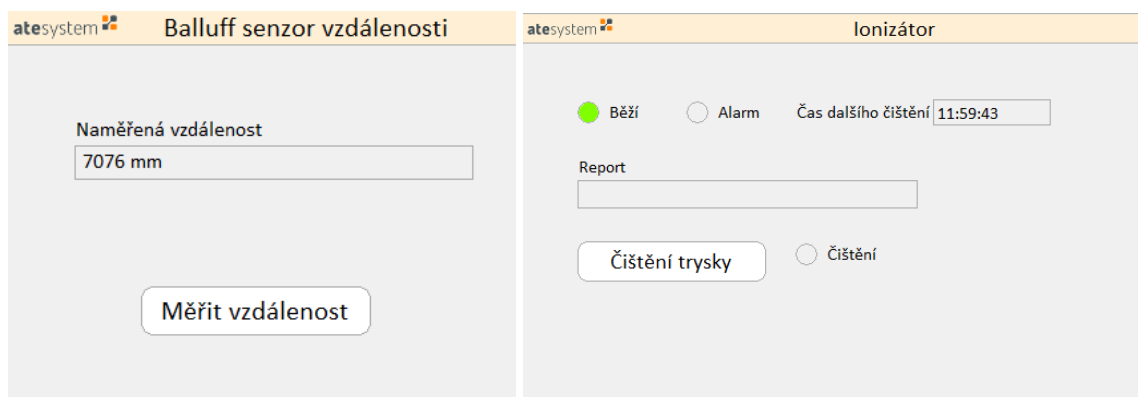 atesystem Balluff senzor vzdálenosti
Naměřená vzdálenost
7076 mm
Měřit vzdálenost
atesystem Ionizátor
Běží Alarm Čas dalšího čištění 11:59:43
Report
Čištění trysky Čištění